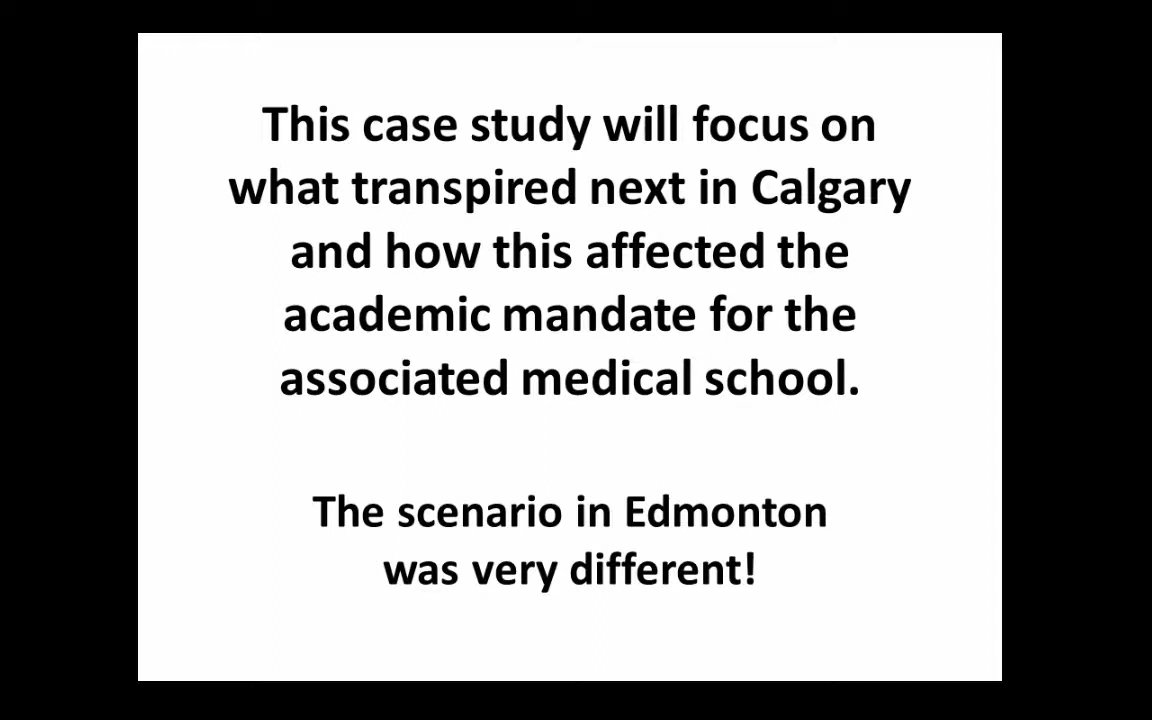 This case study will focus on
what transpired next in Calgary
and how this affected the
academic mandate for the
associated medical school.
The scenario in Edmonton
was very different!